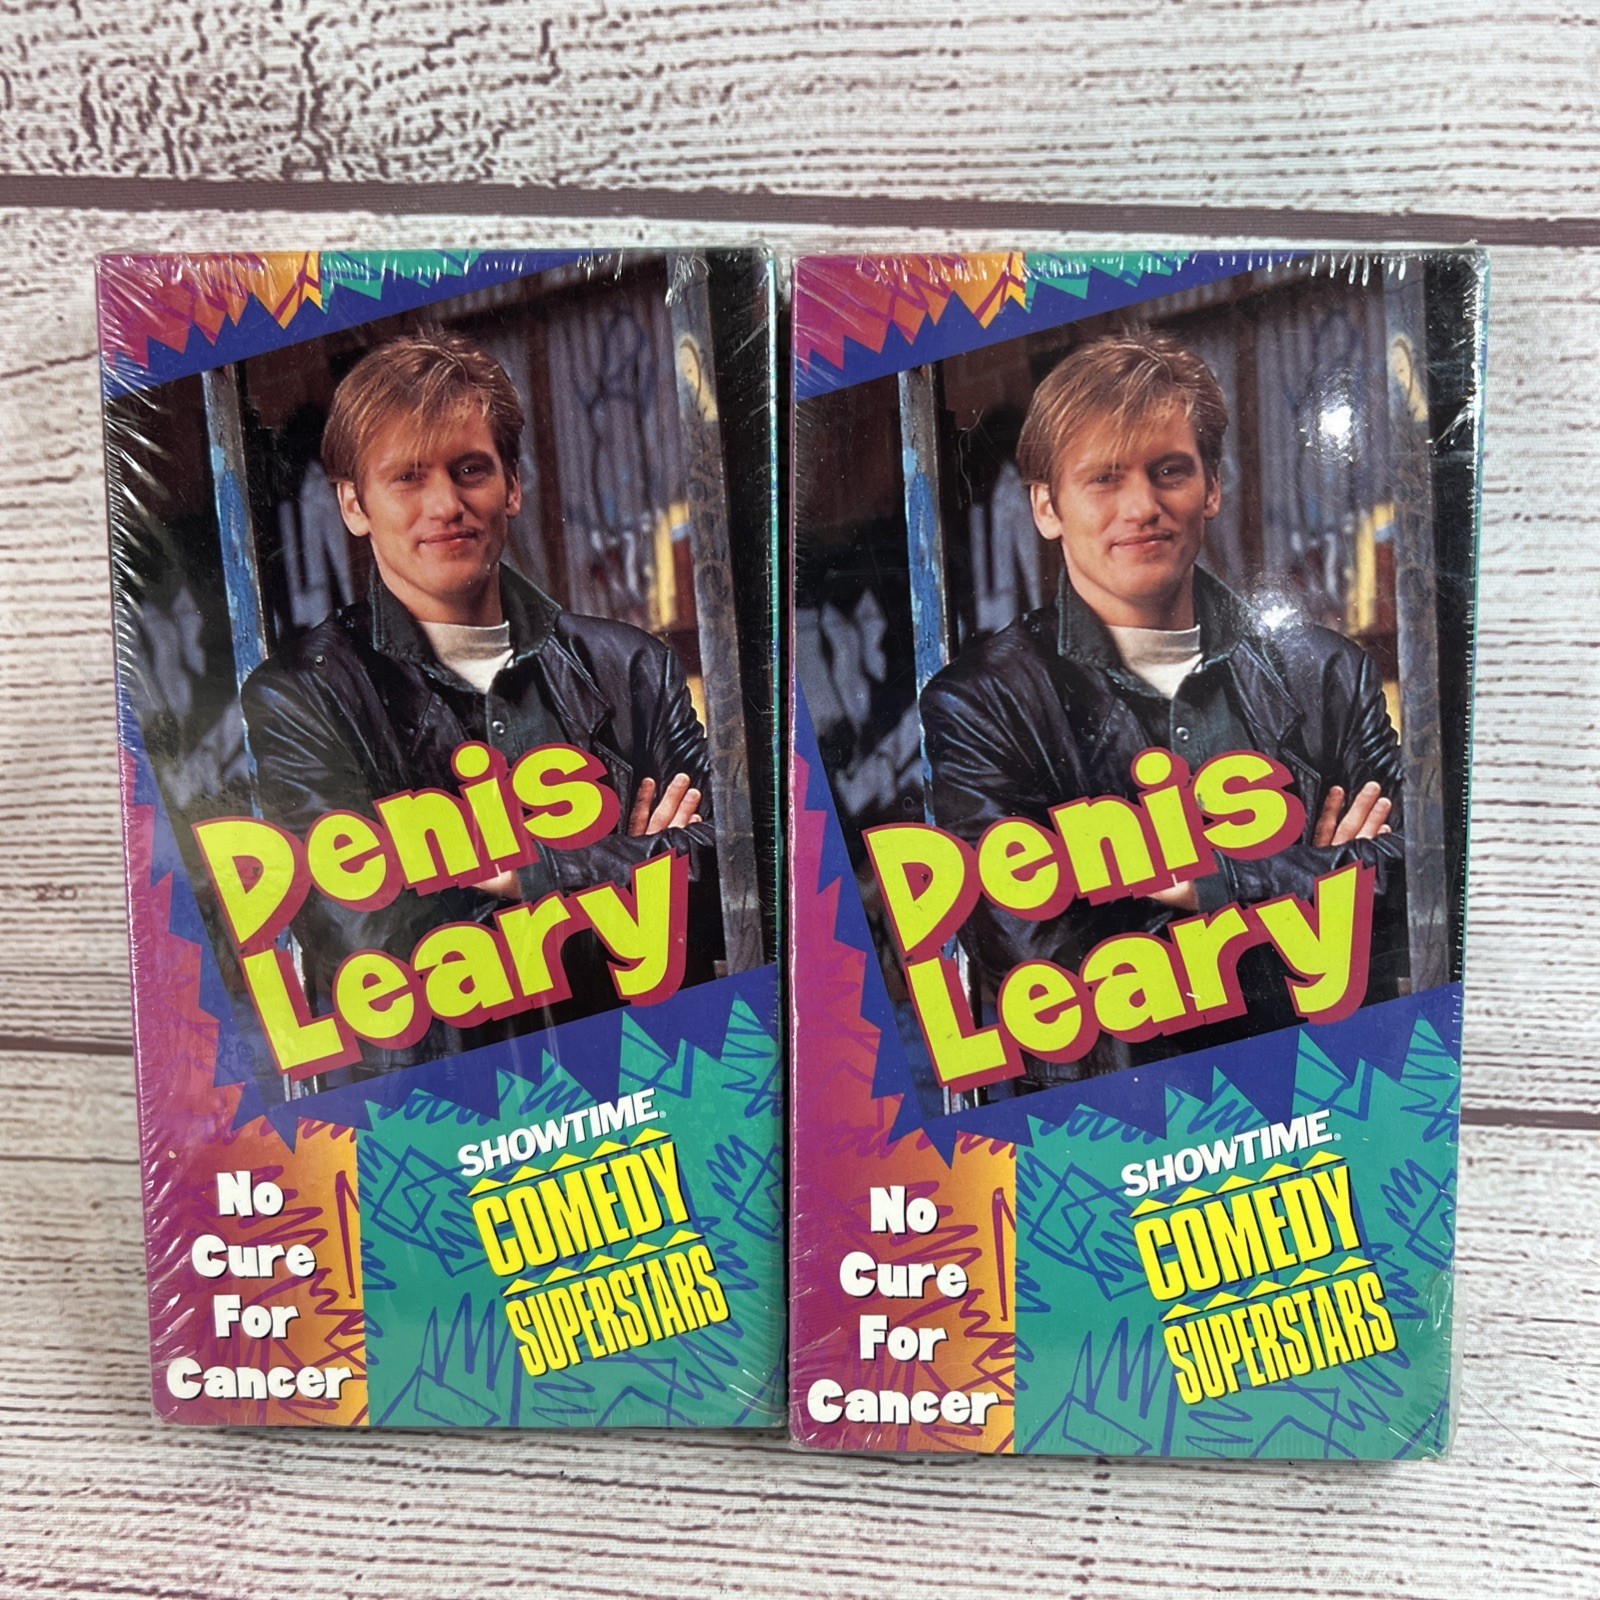 Denis
Leary
SHOWTIME®
COMEDY
SUPERSTARS
No
Cure
For
Cancer
Denis
Leary
SHOWTIME®
COMEDY
SUPERSTARS
No
Cure
For
Cancer